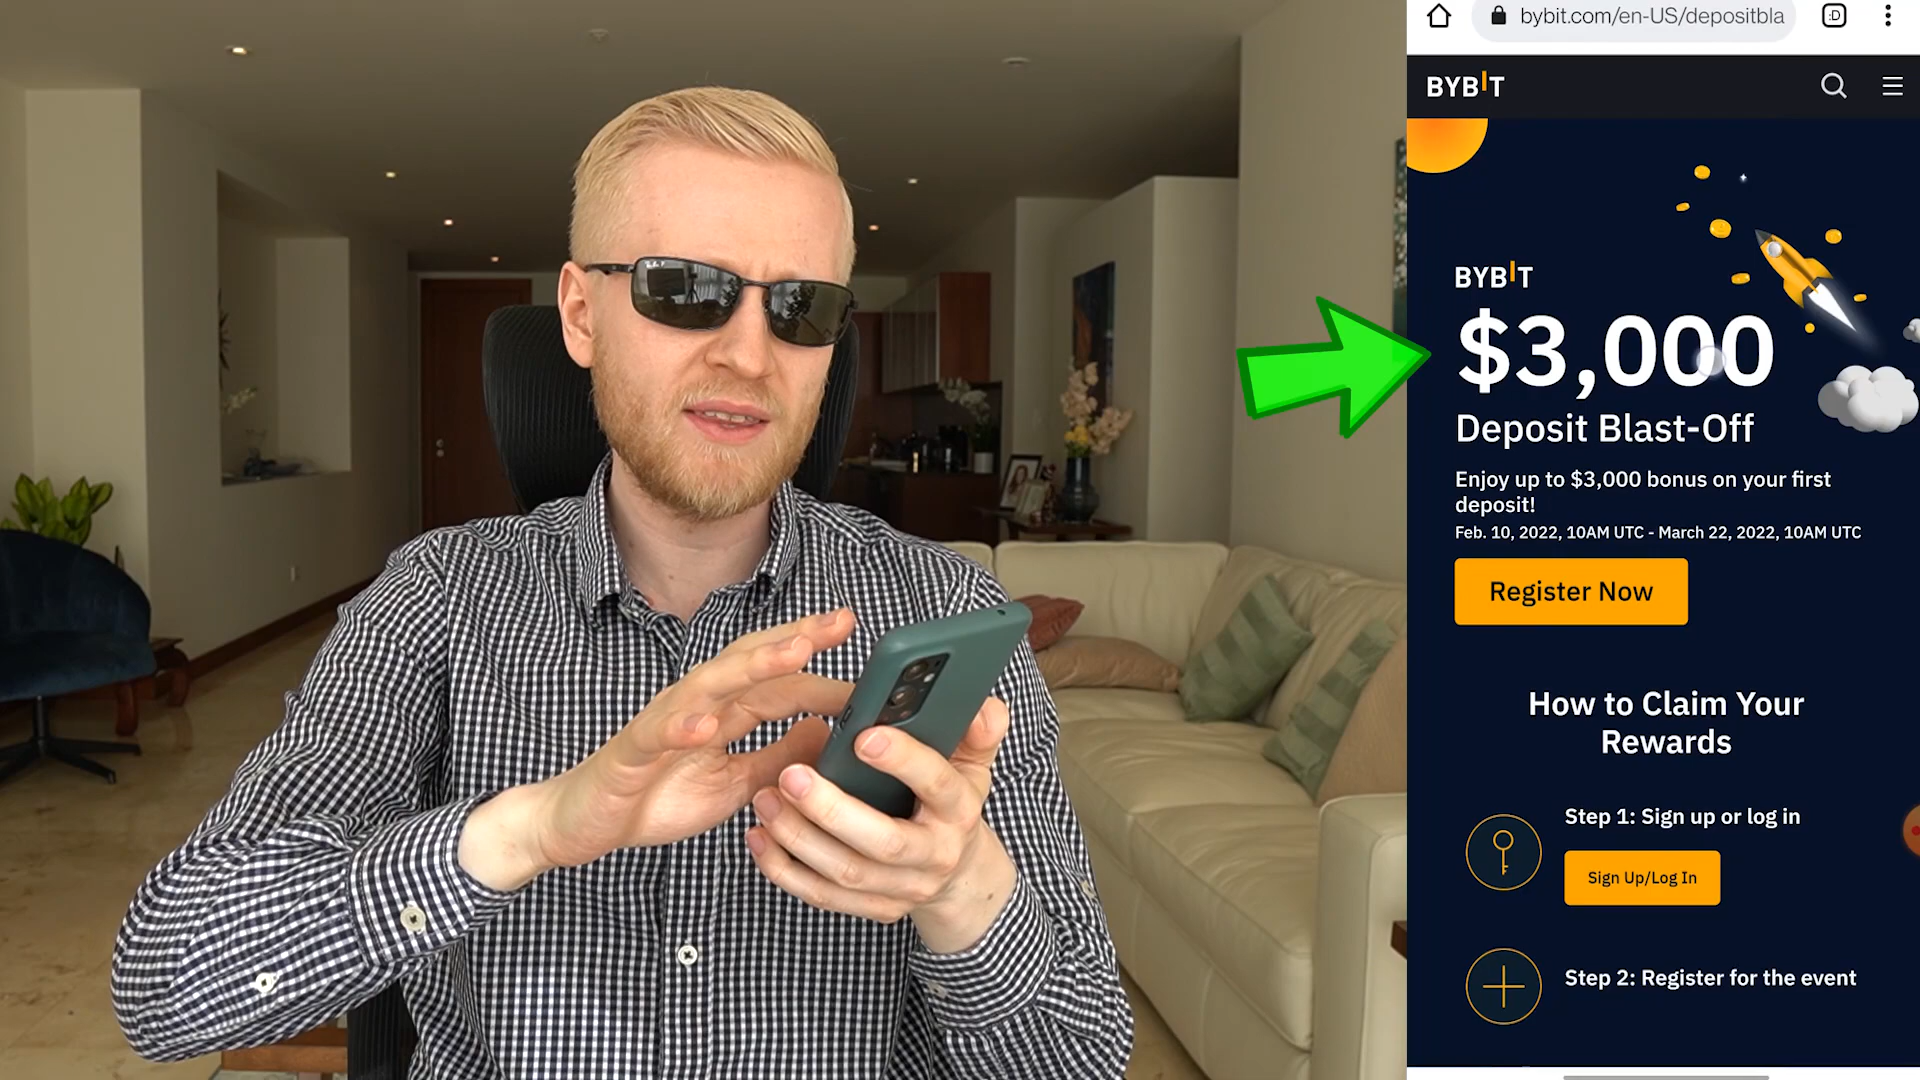 bybit.com/en-US/depositbla
:D
BYBIT
BYBIT
$3,000
Deposit Blast-Off
Enjoy up to $3,000 bonus on your first
deposit!
Feb. 10, 2022, 10AM UTC - March 22, 2022, 10AM UTC
Register Now
How to Claim Your
Rewards
Step 1: Sign up or log in
Sign Up/Log In
Step 2: Register for the event